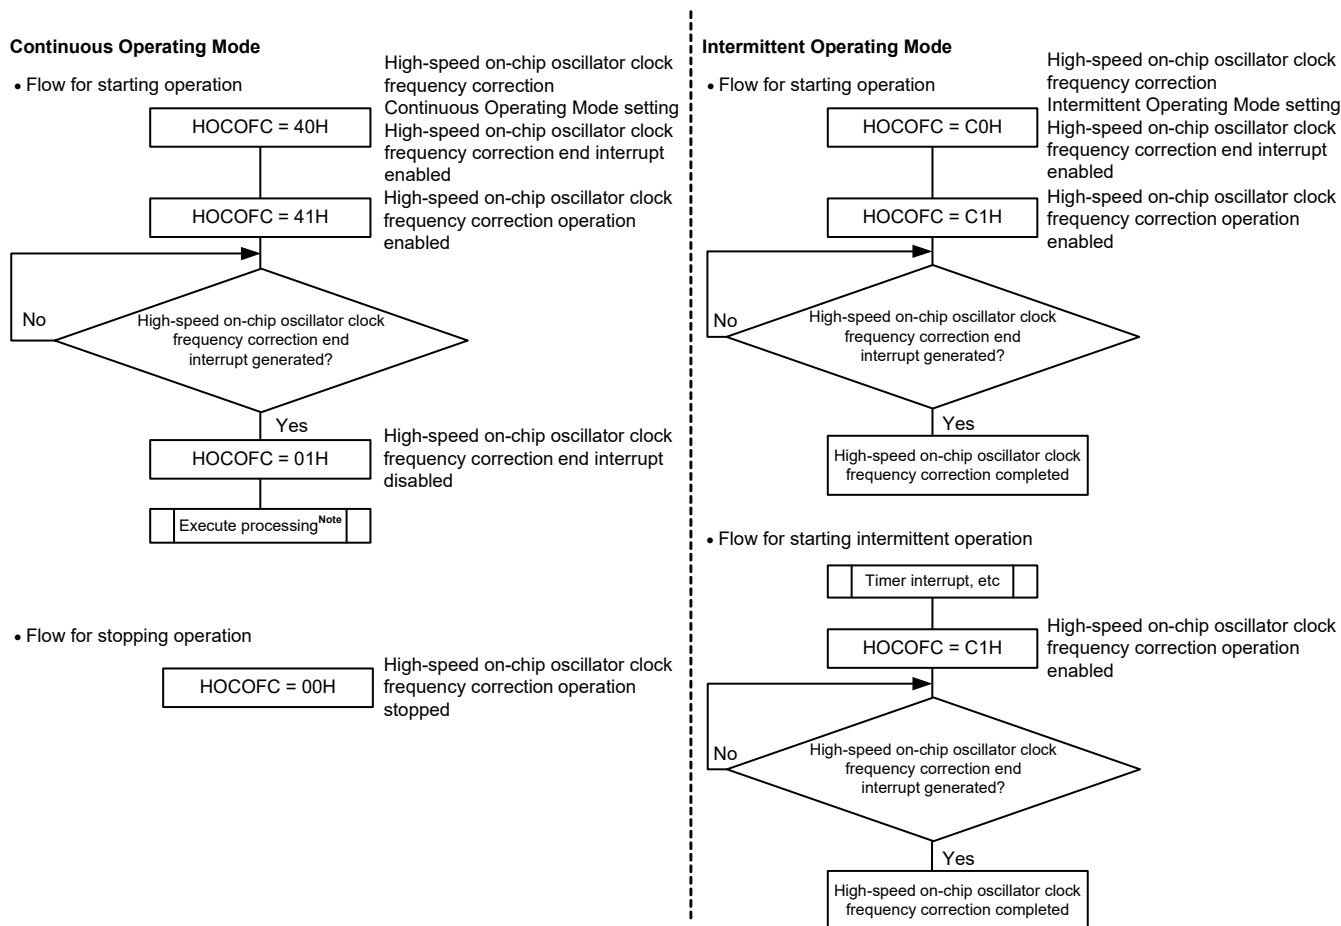 Continuous Operating Mode
• Flow for starting operation
High-speed on-chip oscillator clock
frequency correction
Continuous Operating Mode setting
High-speed on-chip oscillator clock
frequency correction end interrupt
enabled
HOCOFC = 40H
HOCOFC = 41H
High-speed on-chip oscillator clock
frequency correction operation
enabled
No
High-speed on-chip oscillator clock
frequency correction end
interrupt generated?
Yes
HOCOFC = 01H
High-speed on-chip oscillator clock
frequency correction end interrupt
disabled
Execute processingNote
• Flow for stopping operation
HOCOFC = 00H
High-speed on-chip oscillator clock
frequency correction operation
stopped
Intermittent Operating Mode
• Flow for starting operation
High-speed on-chip oscillator clock
frequency correction
Intermittent Operating Mode setting
High-speed on-chip oscillator clock
frequency correction end interrupt
enabled
HOCOFC = C0H
HOCOFC = C1H
High-speed on-chip oscillator clock
frequency correction operation
enabled
No
High-speed on-chip oscillator clock
frequency correction end
interrupt generated?
Yes
High-speed on-chip oscillator clock
frequency correction completed
• Flow for starting intermittent operation
Timer interrupt, etc
HOCOFC = C1H
High-speed on-chip oscillator clock
frequency correction operation
enabled
No
High-speed on-chip oscillator clock
frequency correction end
interrupt generated?
Yes
High-speed on-chip oscillator clock
frequency correction completed